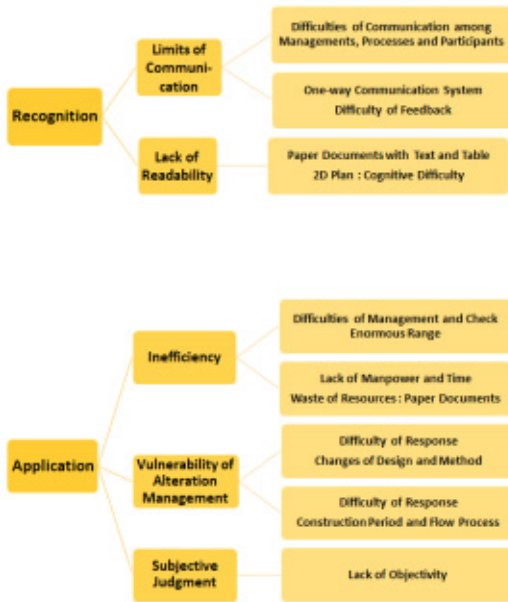 Recognition
Limits of
Communi-
cation
Difficulties of Communication among
Managements, Processes and Participants
One-way Communication System
Difficulty of Feedback
Lack of
Readability
Paper Documents with Text and Table
2D Plan : Cognitive Difficulty
Application
Inefficiency
Difficulties of Management and Check
Enormous Range
Lack of Manpower and Time
Waste of Resources : Paper Documents
Vulnerability of
Alteration
Management
Difficulty of Response
Changes of Design and Method
Difficulty of Response
Construction Period and Flow Process
Subjective
Judgment
Lack of Objectivity